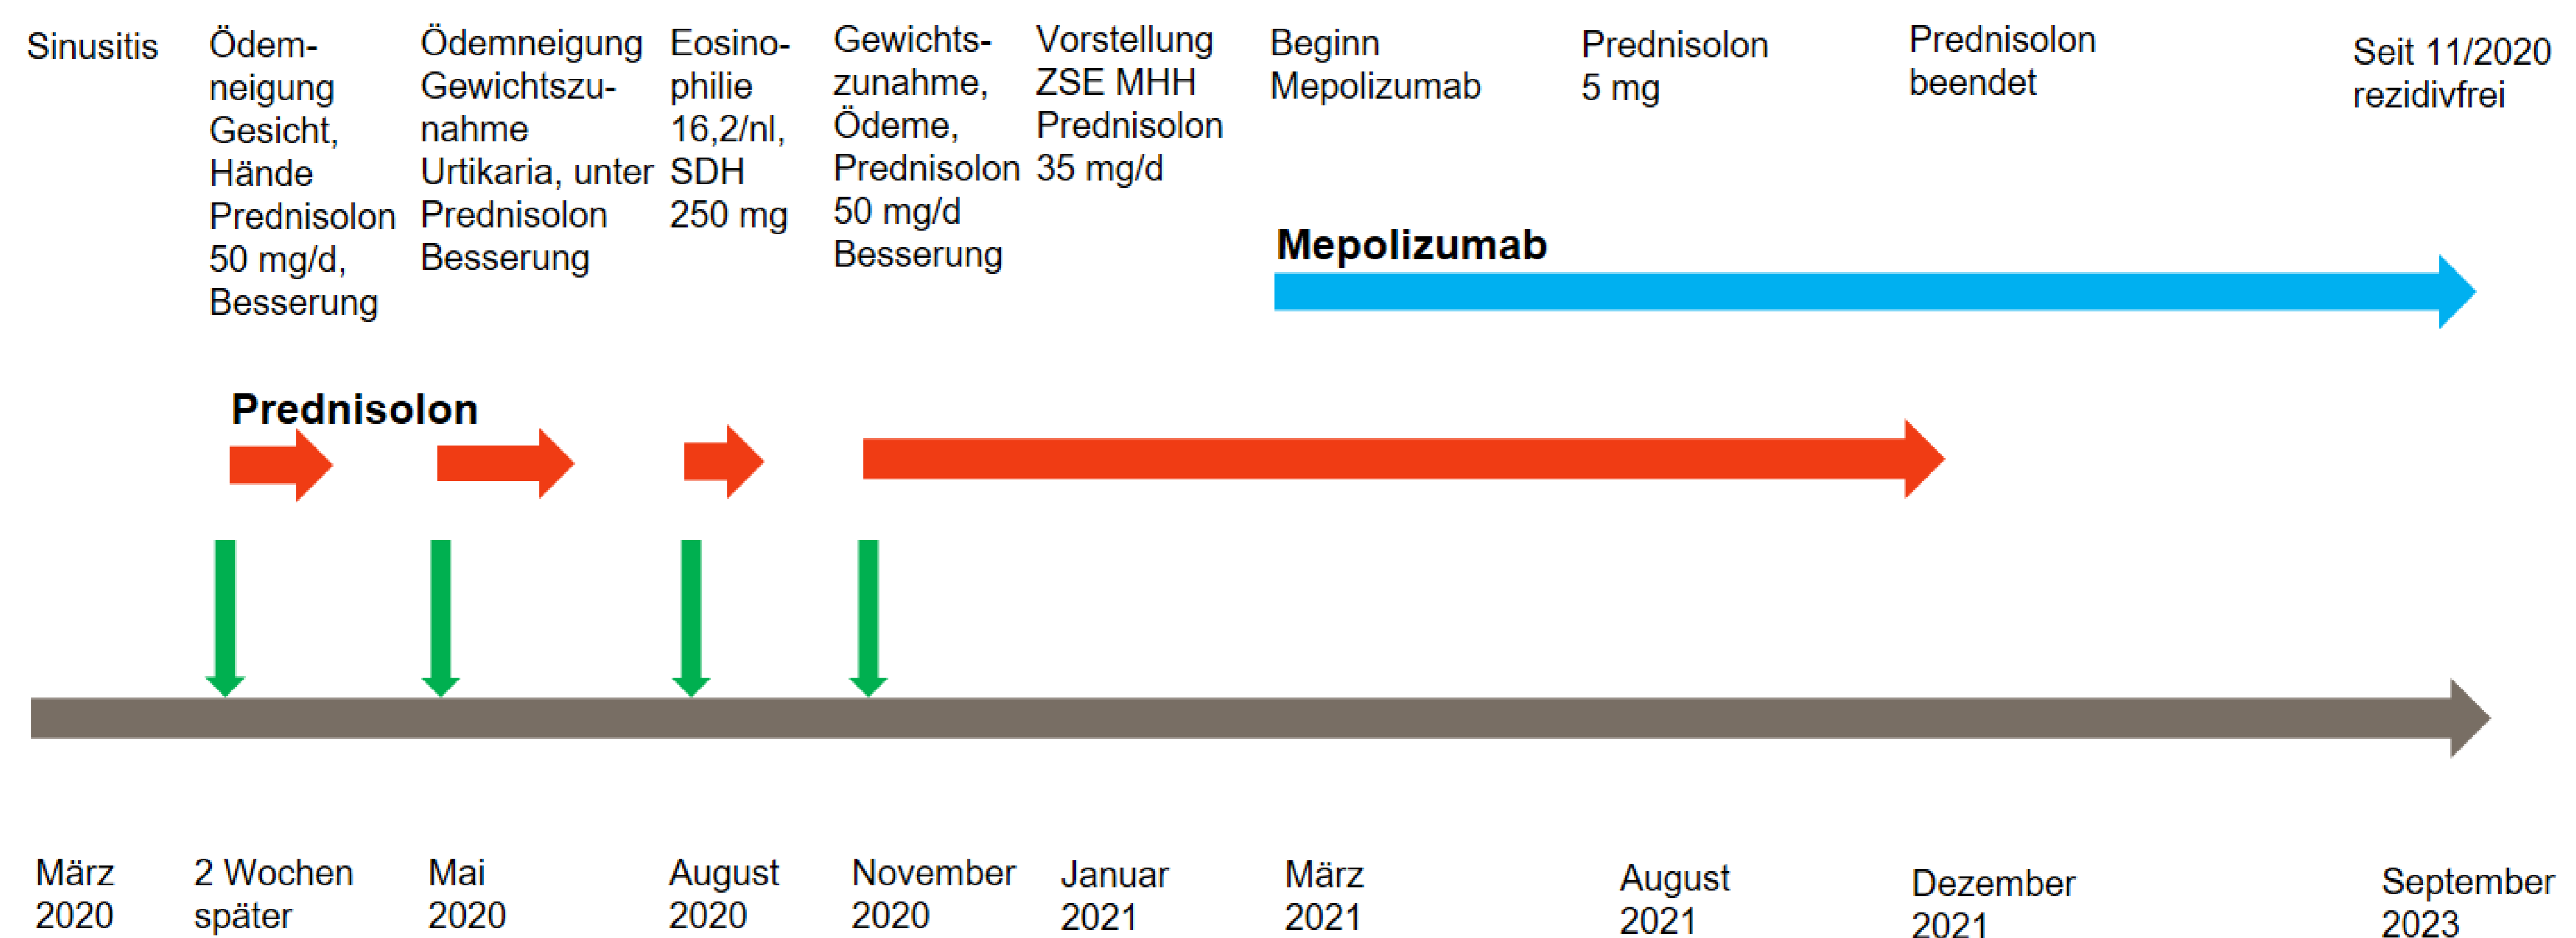 Sinusitis
Ödem-
neigung
Gesicht,
Hände
Prednisolon
50 mg/d,
Besserung
Ödemneigung
Gewichtszu-
nahme
Urtikaria, unter
Prednisolon
Besserung
Eosino-
philie
16,2/nl,
SDH
250 mg
Gewichts-
zunahme,
Ödeme,
Prednisolon
50 mg/d
Besserung
Vorstellung
ZSE MHH
Prednisolon
35 mg/d
Beginn
Mepolizumab
Prednisolon
5 mg
Prednisolon
beendet
Seit 11/2020
rezidivfrei
Mepolizumab
Prednisolon
März
2020
2 Wochen
später
Mai
2020
August
2020
November
2020
Januar
2021
März
2021
August
2021
Dezember
2021
September
2023